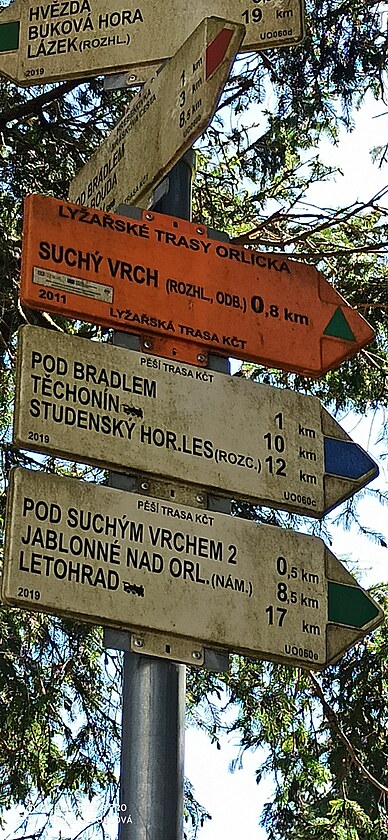 HVĚZDA
BUKOVÁ HORA
LÁZEK (ROZHL.)
19 km
2019
UO060d
1 km
3 km
8,5 km
BRADLEM
LYŽAŘSKÉ TRASY ORLICKA
SUCHÝ VRCH (ROZHL., ODB.) 0,8 km
2011
LYŽAŘSKÁ TRASA KČT
PĚŠÍ TRASA KČT
POD BRADLEM 1 km
TĚCHONÍN 10 km
STUDENSKÝ HOR.LES (ROZC.) 12 km
2019
UO060c
PĚŠÍ TRASA KČT
POD SUCHÝM VRCHEM 2 0,5 km
JABLONNÉ NAD ORL. (NÁM.) 8,5 km
LETOHRAD 17 km
2019
UO060e